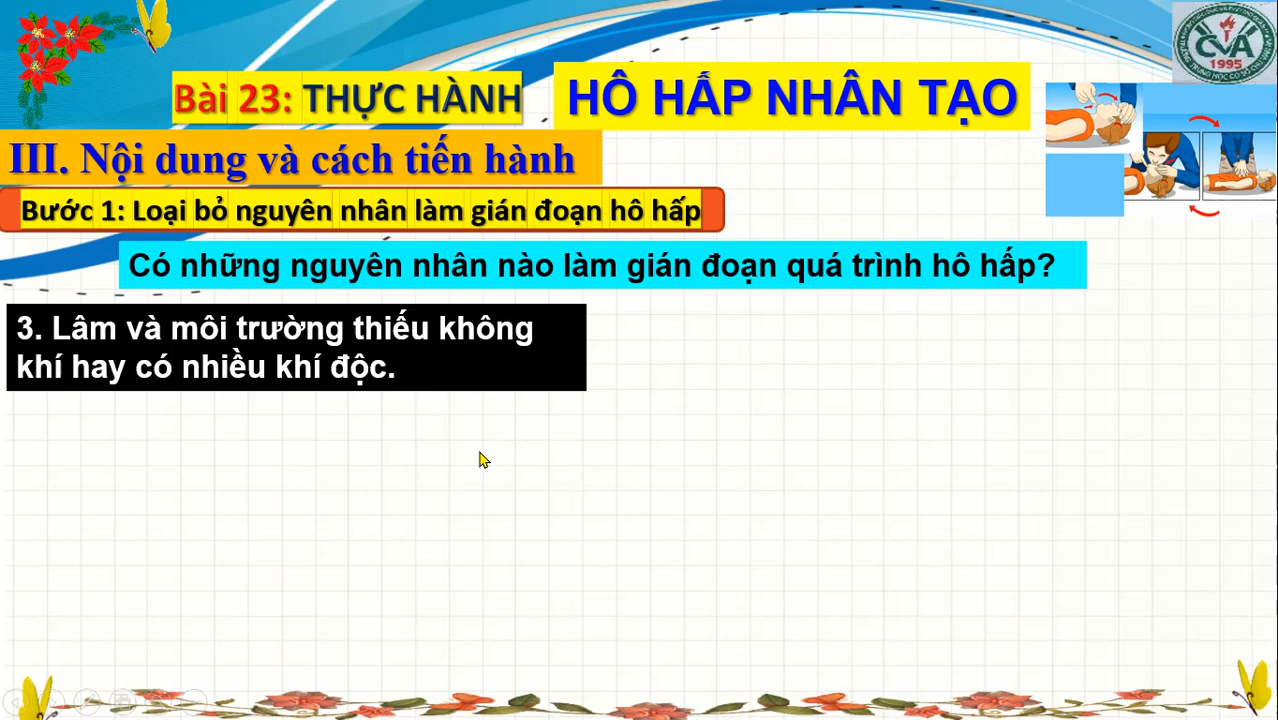 Bài 23: THỰC HÀNH HÔ HẤP NHÂN TẠO
III. Nội dung và cách tiến hành
Bước 1: Loại bỏ nguyên nhân làm gián đoạn hô hấp
Có những nguyên nhân nào làm gián đoạn quá trình hô hấp?
3. Lâm và môi trường thiếu không
khí hay có nhiều khí độc.
CVA
1995